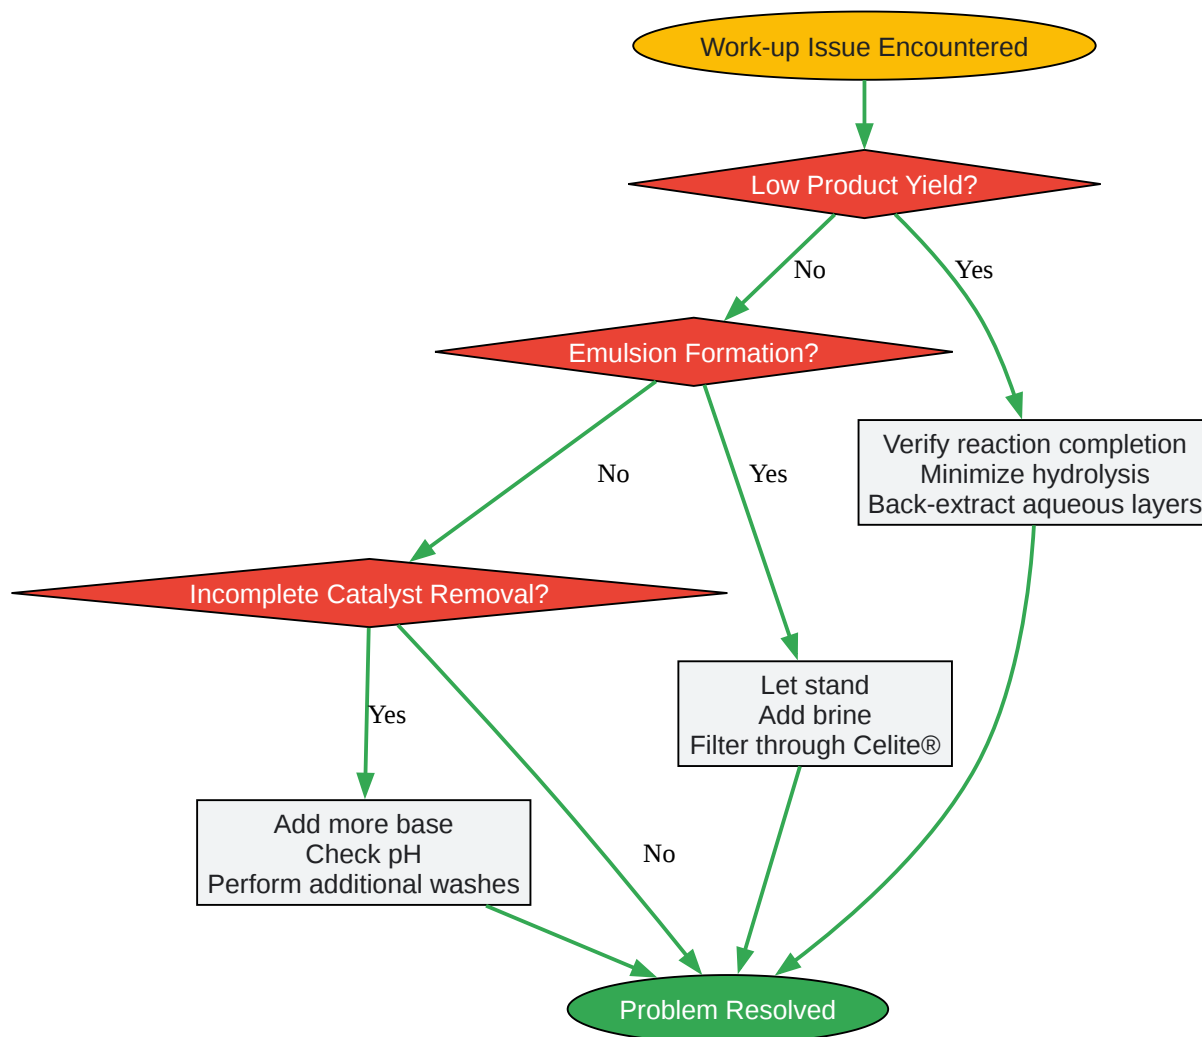 Work-up Issue Encountered
Low Product Yield?
No
Yes
Emulsion Formation?
Verify reaction completion
Minimize hydrolysis
Back-extract aqueous layers
No
Yes
Incomplete Catalyst Removal?
Let stand
Add brine
Filter through Celite®
Yes
Add more base
Check pH
Perform additional washes
No
Problem Resolved